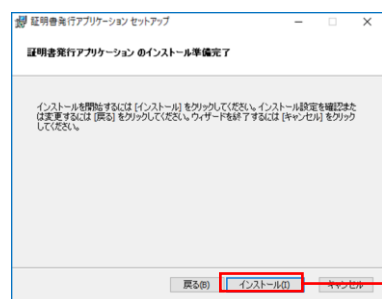 証明書発行アプリケーション セットアップ
証明書発行アプリケーション のインストール準備完了
インストールを開始するには [インストール] をクリックしてください。インストール設定を確認また
は変更するには [戻る] をクリックしてください。ウィザードを終了するには [キャンセル] をクリック
してください。
戻る(B) インストール(I) キャンセル